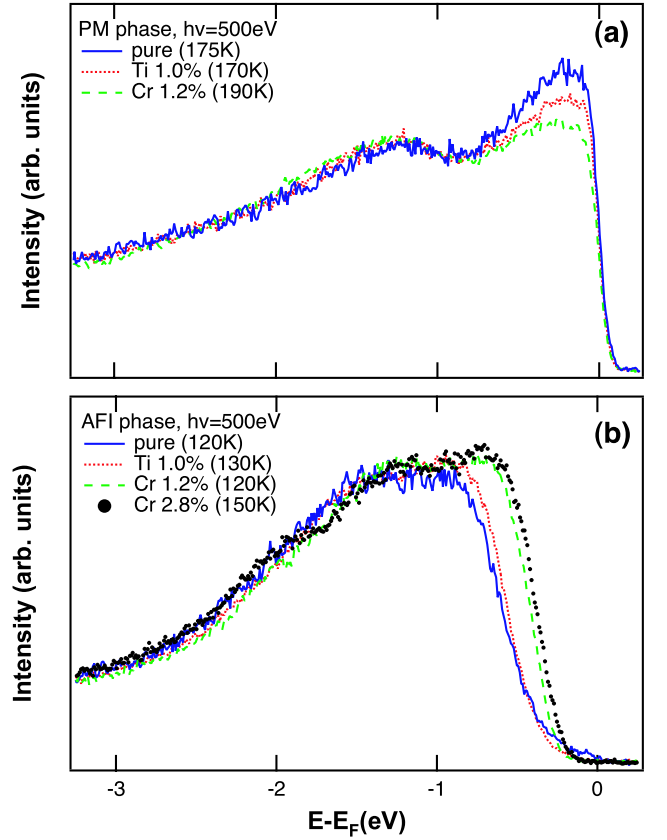 PM phase, hν=500eV
(a)
pure (175K)
Ti 1.0% (170K)
Cr 1.2% (190K)
Intensity (arb. units)
AFI phase, hν=500eV
(b)
pure (120K)
Ti 1.0% (130K)
Cr 1.2% (120K)
Cr 2.8% (150K)
Intensity (arb. units)
-3 -2 -1 0
E-EF(eV)